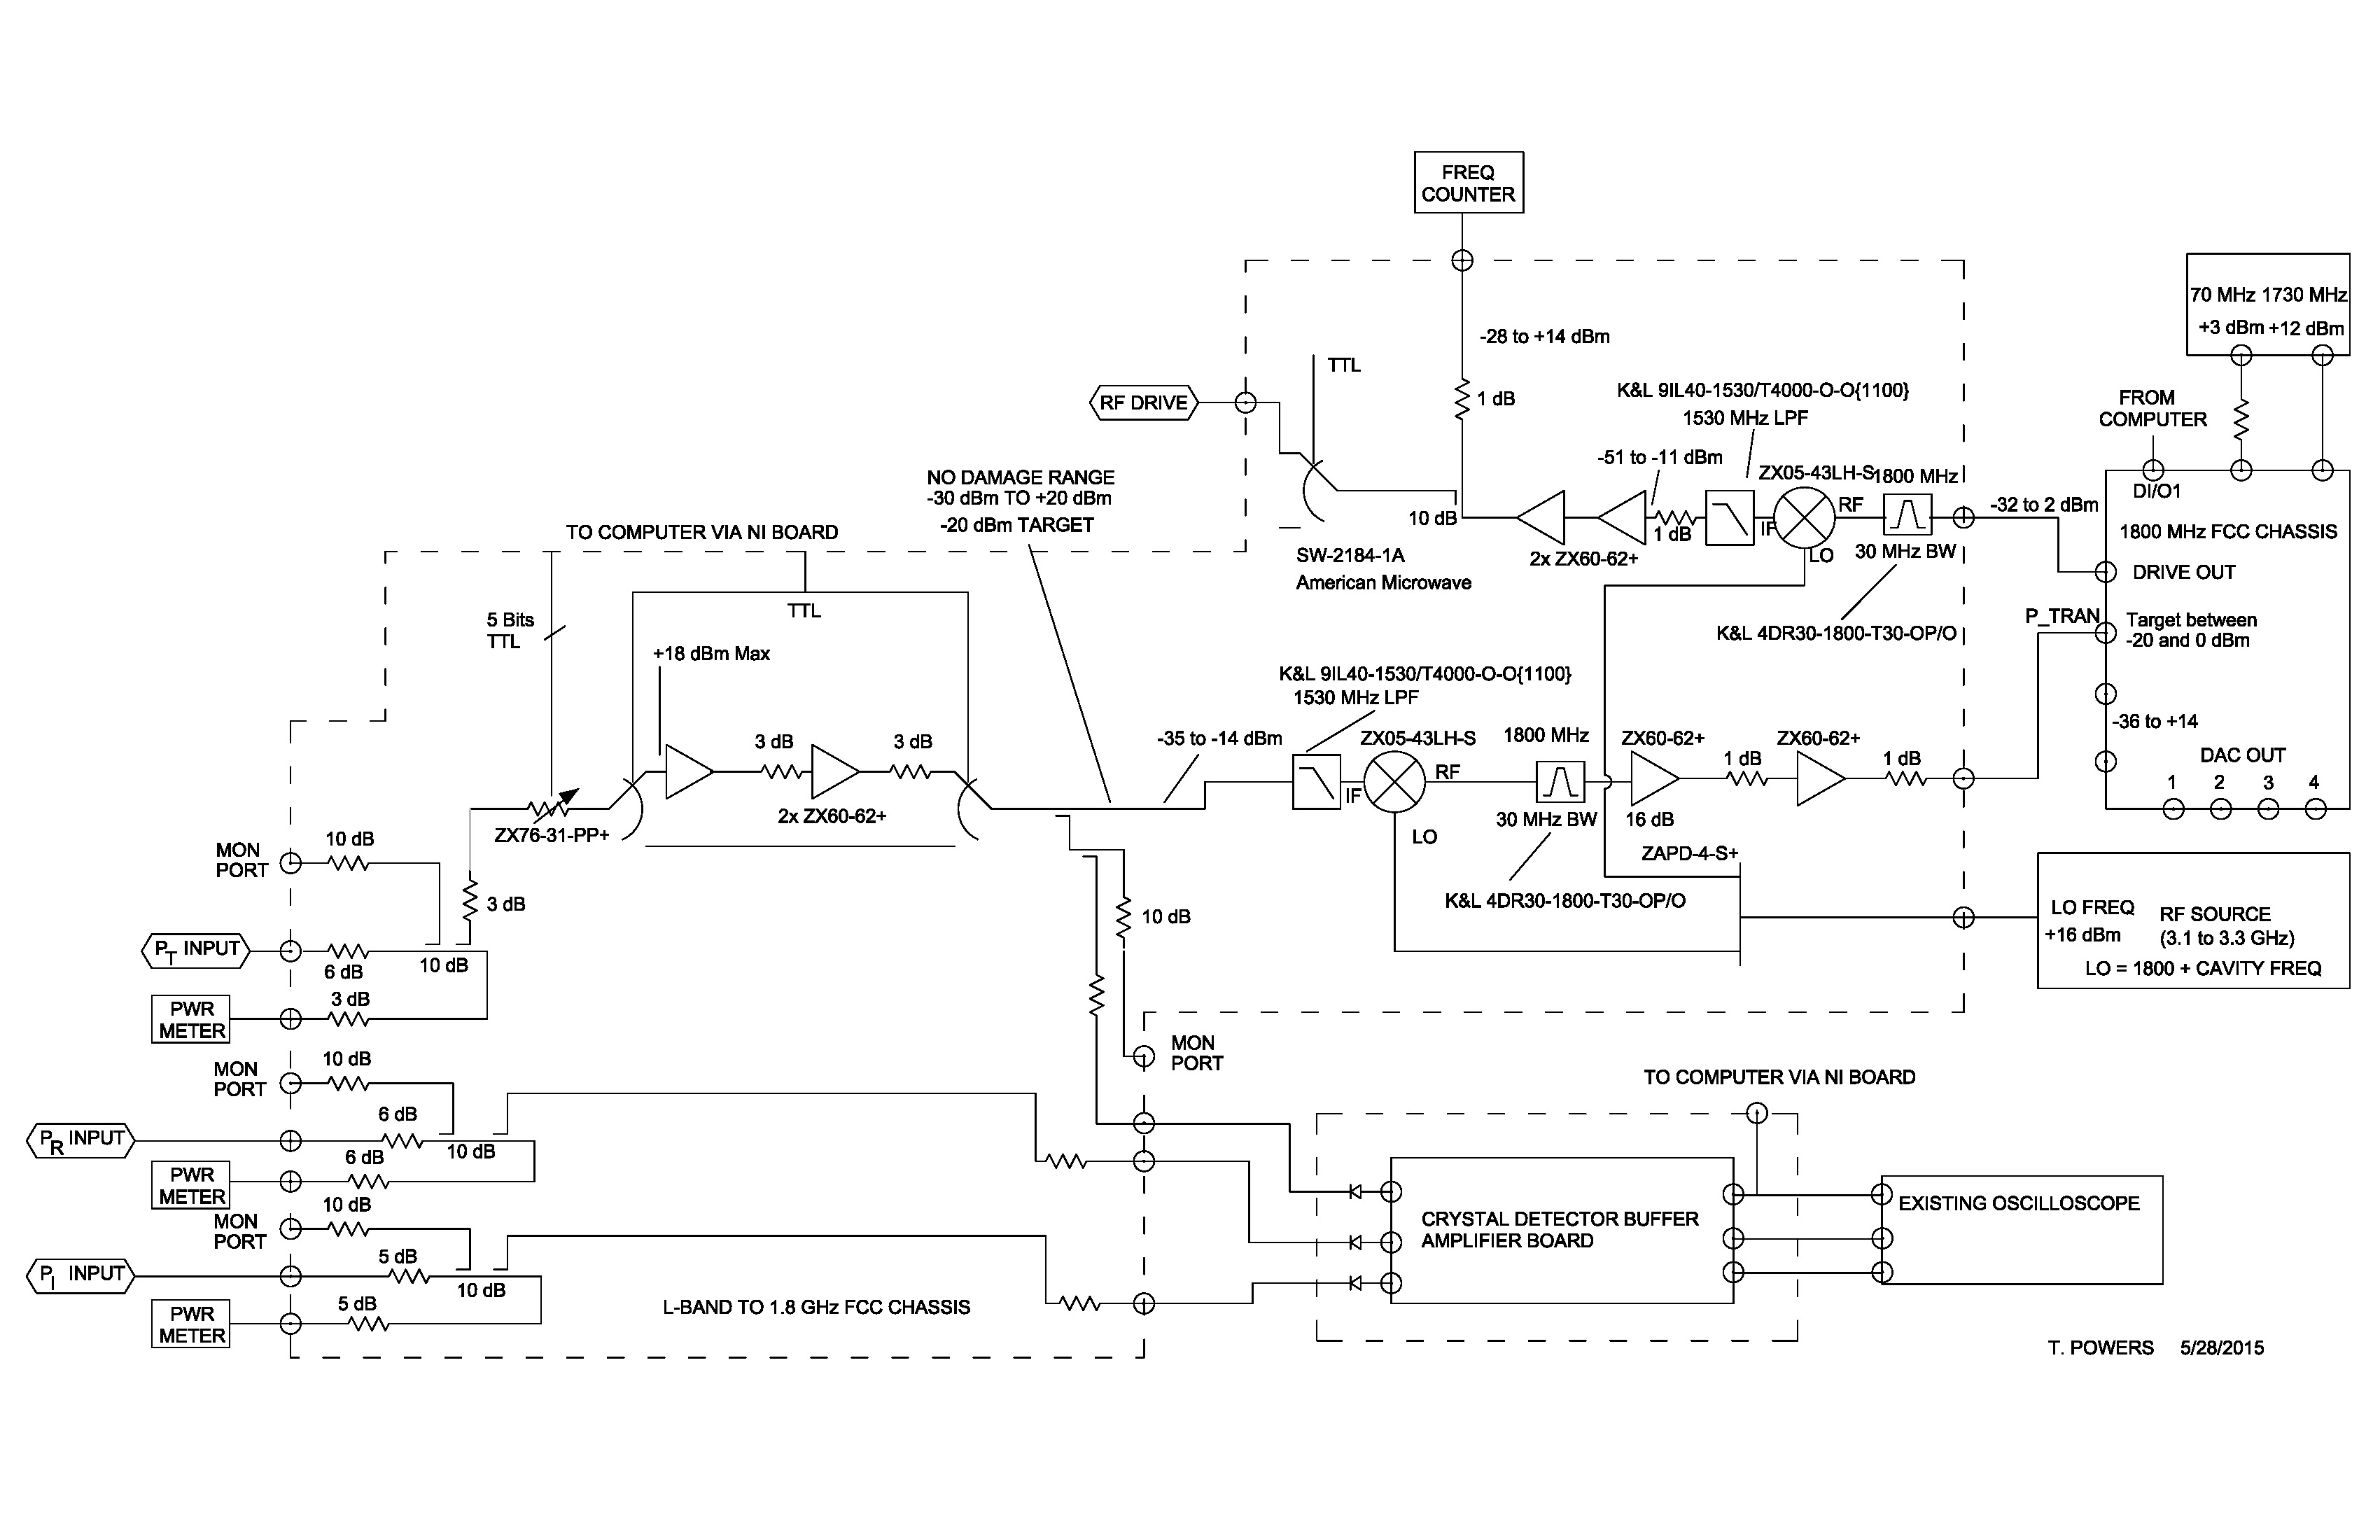 FREQ
COUNTER
70 MHz 1730 MHz
+3 dBm +12 dBm
-28 to +14 dBm
TTL
RF DRIVE
1 dB
K&L 9IL40-1530/T4000-O-O{1100}
1530 MHz LPF
FROM
COMPUTER
-51 to -11 dBm
ZX05-43LH-S
1800 MHz
NO DAMAGE RANGE
-30 dBm TO +20 dBm
-20 dBm TARGET
10 dB
1 dB
IF
RF
LO
-32 to 2 dBm
DI/O1
1800 MHz FCC CHASSIS
TO COMPUTER VIA NI BOARD
SW-2184-1A
American Microwave
2x ZX60-62+
30 MHz BW
DRIVE OUT
K&L 4DR30-1800-T30-OP/O
P_TRAN
Target between
-20 and 0 dBm
5 Bits
TTL
TTL
+18 dBm Max
K&L 9IL40-1530/T4000-O-O{1100}
1530 MHz LPF
-36 to +14
3 dB
3 dB
-35 to -14 dBm
ZX05-43LH-S
1800 MHz
ZX60-62+
ZX60-62+
1 dB
1 dB
DAC OUT
1 2 3 4
IF
RF
LO
30 MHz BW
16 dB
ZX76-31-PP+
2x ZX60-62+
ZAPD-4-S+
K&L 4DR30-1800-T30-OP/O
MON
PORT
10 dB
3 dB
10 dB
LO FREQ
+16 dBm
RF SOURCE
(3.1 to 3.3 GHz)
LO = 1800 + CAVITY FREQ
PT INPUT
6 dB
10 dB
PWR
METER
3 dB
MON
PORT
MON
PORT
10 dB
TO COMPUTER VIA NI BOARD
PR INPUT
6 dB
10 dB
PWR
METER
6 dB
MON
PORT
10 dB
CRYSTAL DETECTOR BUFFER
AMPLIFIER BOARD
EXISTING OSCILLOSCOPE
PI INPUT
5 dB
10 dB
PWR
METER
5 dB
L-BAND TO 1.8 GHz FCC CHASSIS
T. POWERS 5/28/2015